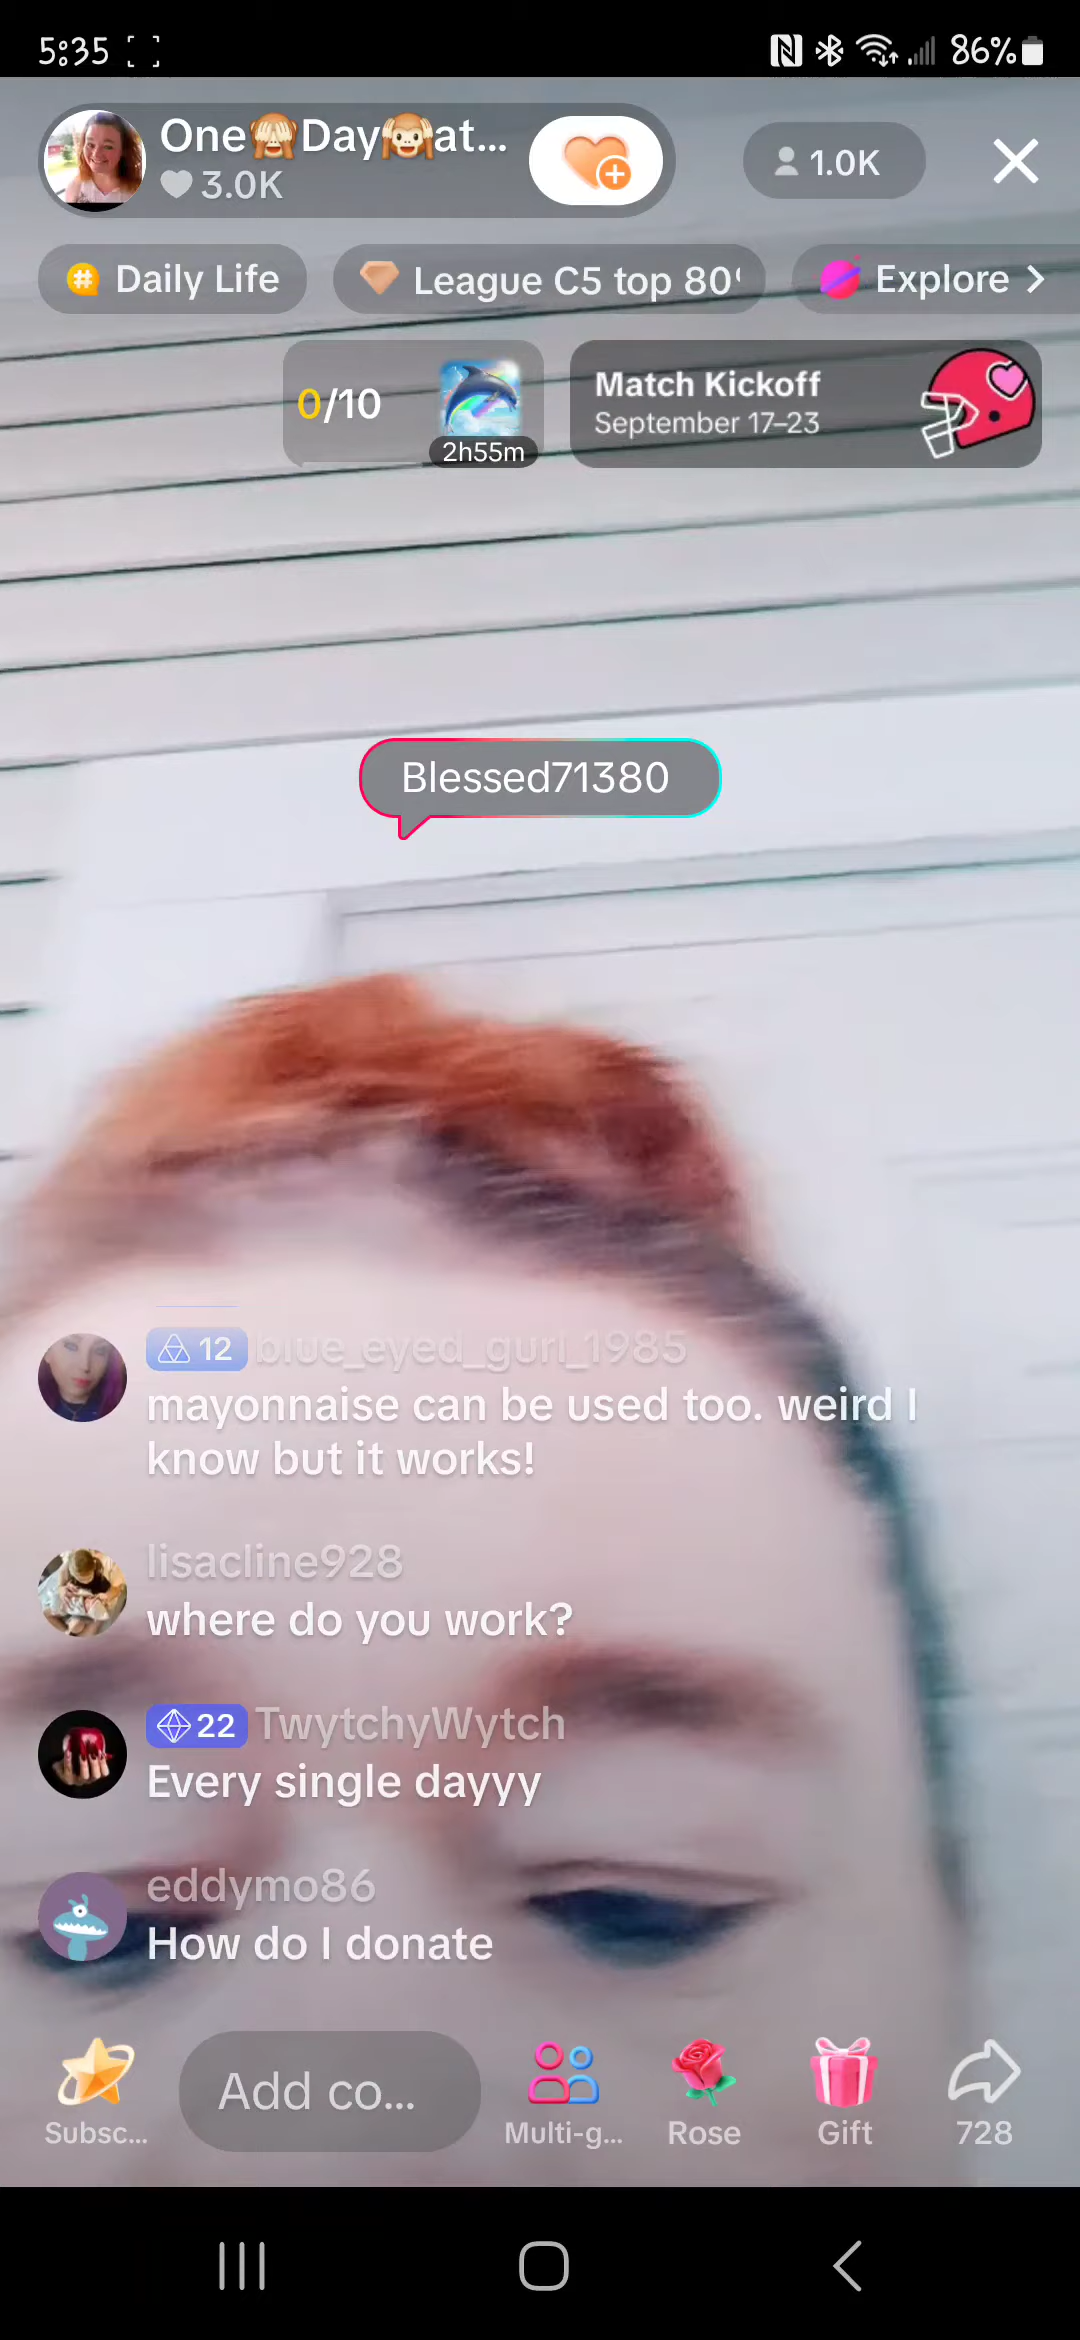 5:35
86%
One🙈Day🙉at...
3.0K
1.0K
Daily Life
League C5 top 80
Explore >
0/10
2h55m
Match Kickoff
September 17–23
Blessed71380
12 blue_eyed_gurl_1985
mayonnaise can be used too. weird I
know but it works!
lisacline928
where do you work?
22 TwytchyWytch
Every single dayyy
eddymo86
How do I donate
Add co...
Subsc...
Multi-g...
Rose
Gift
728